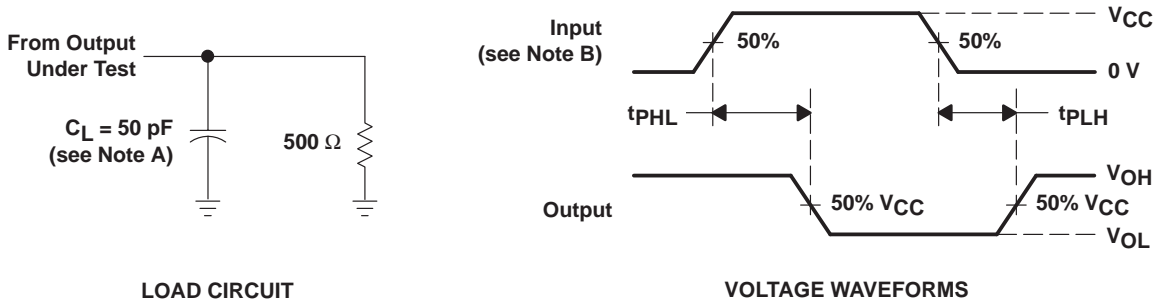 From Output
Under Test
C_L = 50 pF
(see Note A)
500 Ω
LOAD CIRCUIT
Input
(see Note B)
50%
50%
V_CC
0 V
t_PHL
t_PLH
Output
50% V_CC
50% V_CC
V_OH
V_OL
VOLTAGE WAVEFORMS